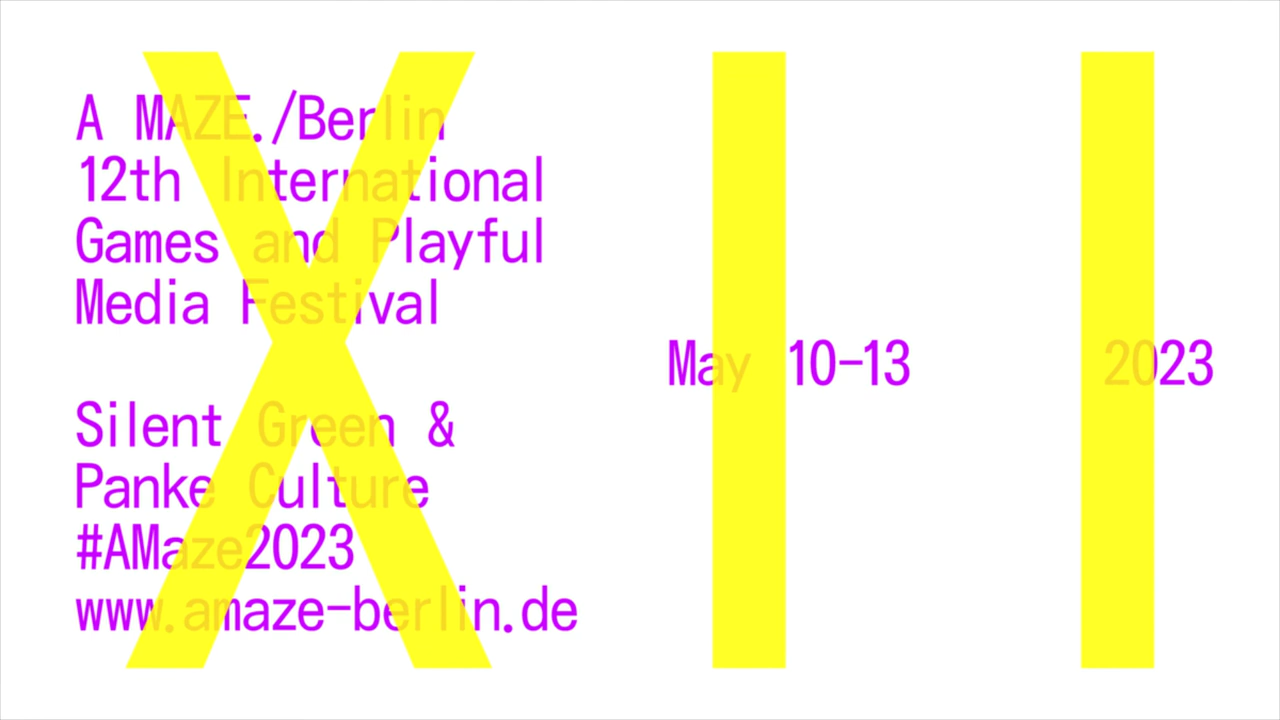 A MAZE./Berlin
12th International
Games and Playful
Media Festival
May 10-13 2023
Silent Green &
Panke Culture
#AMaze2023
www.amaze-berlin.de
XII